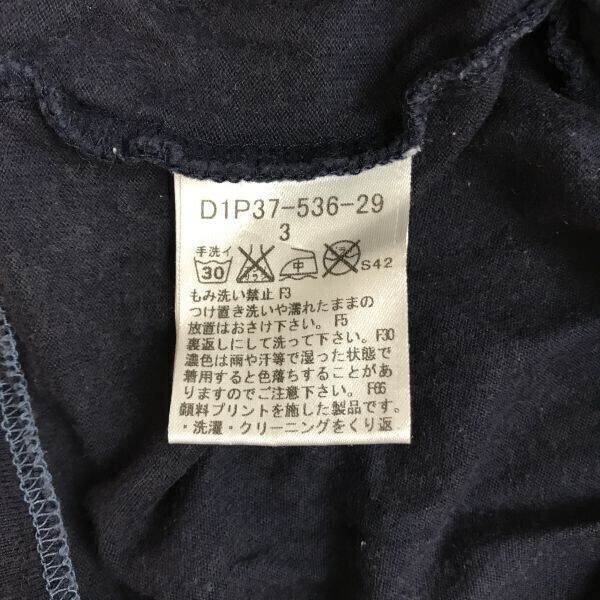 D1P37-536-29
3
手洗イ
30 中 S42
もみ洗い禁止 F3
つけ置き洗いや濡れたままの
放置はおさけ下さい。 F5
裏返しにして洗って下さい。 F30
濃色は雨や汗等で湿った状態で
着用すると色落ちすることがあ
りますのでご注意下さい。 F66
顔料プリントを施した製品です。
・洗濯・クリーニングをくり返